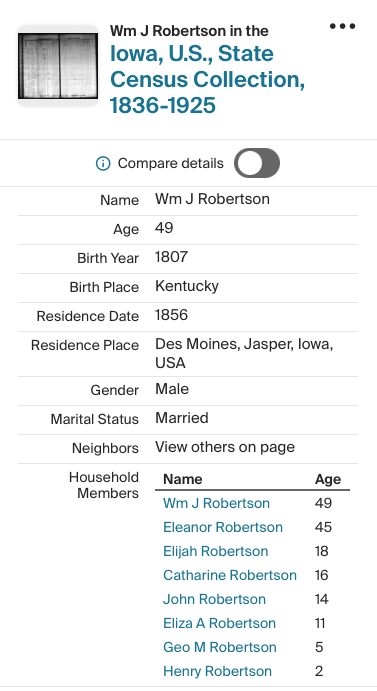 Wm J Robertson in the
Iowa, U.S., State
Census Collection,
1836-1925
Compare details
Name Wm J Robertson
Age 49
Birth Year 1807
Birth Place Kentucky
Residence Date 1856
Residence Place Des Moines, Jasper, Iowa,
USA
Gender Male
Marital Status Married
Neighbors View others on page
Household
Members
Name Age
Wm J Robertson 49
Eleanor Robertson 45
Elijah Robertson 18
Catharine Robertson 16
John Robertson 14
Eliza A Robertson 11
Geo M Robertson 5
Henry Robertson 2